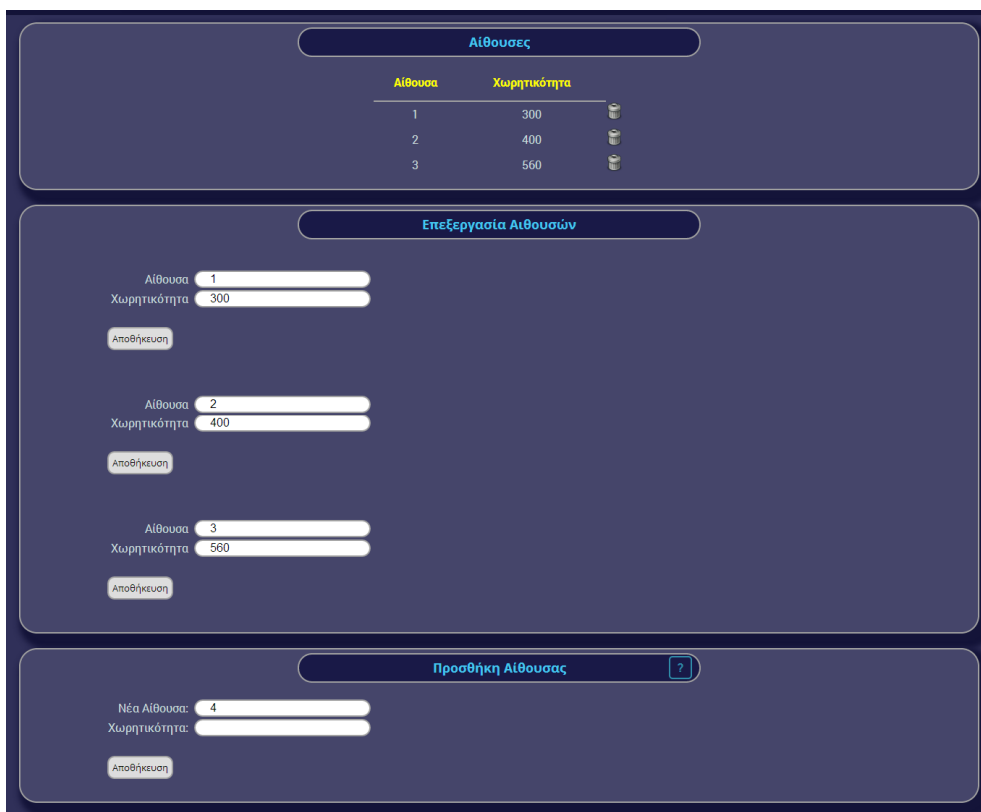 Αίθουσες
Αίθουσα Χωρητικότητα
1 300
2 400
3 560
Επεξεργασία Αιθουσών
Αίθουσα 1
Χωρητικότητα 300
Αποθήκευση
Αίθουσα 2
Χωρητικότητα 400
Αποθήκευση
Αίθουσα 3
Χωρητικότητα 560
Αποθήκευση
Προσθήκη Αίθουσας ?
Νέα Αίθουσα: 4
Χωρητικότητα:
Αποθήκευση